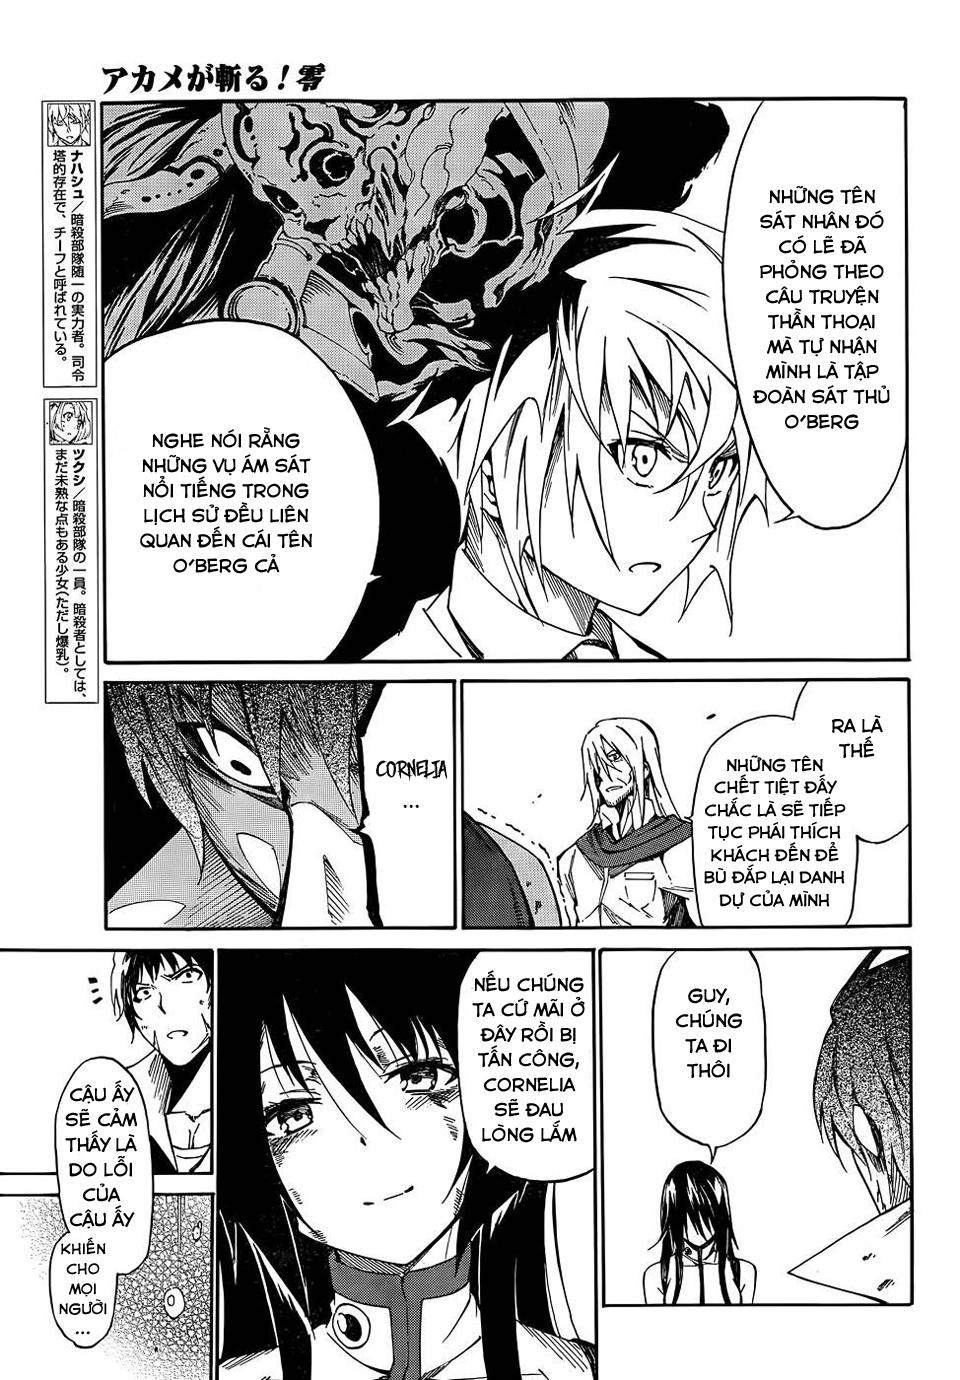 アカメが斬る！零
ナハシュ／暗殺部隊随一の実力者。司令
塔的存在で、チーフと呼ばれている。
ツクシ／暗殺部隊の一員。暗殺者としては、
まだ未熟な点もある少女（ただし爆乳）。
NHỮNG TÊN
SÁT NHÂN ĐÓ
CÓ LẼ ĐÃ
PHỎNG THEO
CÂU TRUYỆN
THẦN THOẠI
MÀ TỰ NHẬN
MÌNH LÀ TẬP
ĐOÀN SÁT THỦ
O'BERG
NGHE NÓI RẰNG
NHỮNG VỤ ÁM SÁT
NỔI TIẾNG TRONG
LỊCH SỬ ĐỀU LIÊN
QUAN ĐẾN CÁI TÊN
O'BERG CẢ
RA LÀ
THẾ
NHỮNG TÊN
CHẾT TIỆT ĐẤY
CHẮC LÀ SẼ TIẾP
TỤC PHÁI THÍCH
KHÁCH ĐẾN ĐỂ
BÙ ĐẮP LẠI DANH
DỰ CỦA MÌNH
CORNELIA
...
GUY,
CHÚNG
TA ĐI
THÔI
NẾU CHÚNG
TA CỨ MÃI Ở
ĐÂY RỒI BỊ
TẤN CÔNG,
CORNELIA
SẼ ĐAU
LÒNG LẮM
CẬU ẤY
SẼ CẢM
THẤY LÀ
DO LỖI
CỦA
CẬU ẤY
KHIẾN
CHO
MỌI
NGƯỜI
...